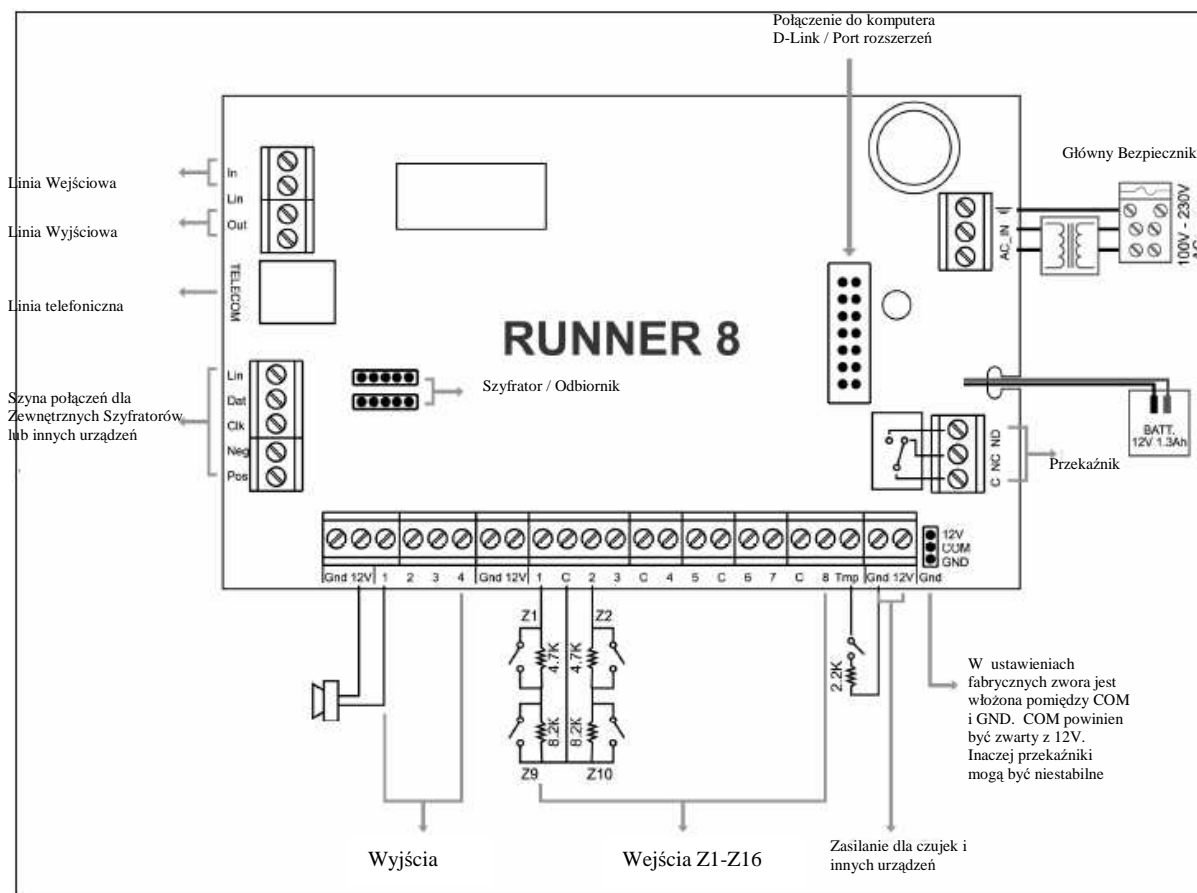 Połączenie do komputera
D-Link / Port rozszerzeń
Główny Bezpiecznik
Linia Wejściowa
In
Lin
Linia Wyjściowa
Out
AC_IN
100V - 230V
AC
Linia telefoniczna
TELECOM
RUNNER 8
Szyfrator / Odbiornik
Szyna połączeń dla
Zewnętrznych Szyfratorów
lub innych urządzeń
Lin
Dat
Clk
Neg
Pos
BATT.
12V 1.3Ah
C NC ND
Przekaźnik
12V
COM
GND
Gnd 12V 1 2 3 4 Gnd 12V 1 C 2 3 C 4 5 C 6 7 C 8 Tmp Gnd 12V Gnd
Z1 Z2
4.7K 4.7K
2.2K
8.2K 8.2K
Z9 Z10
W ustawieniach
fabrycznych zwora jest
włożona pomiędzy COM
i GND. COM powinien
być zwarty z 12V.
Inaczej przekaźniki
mogą być niestabilne
Wyjścia
Wejścia Z1-Z16
Zasilanie dla czujek i
innych urządzeń